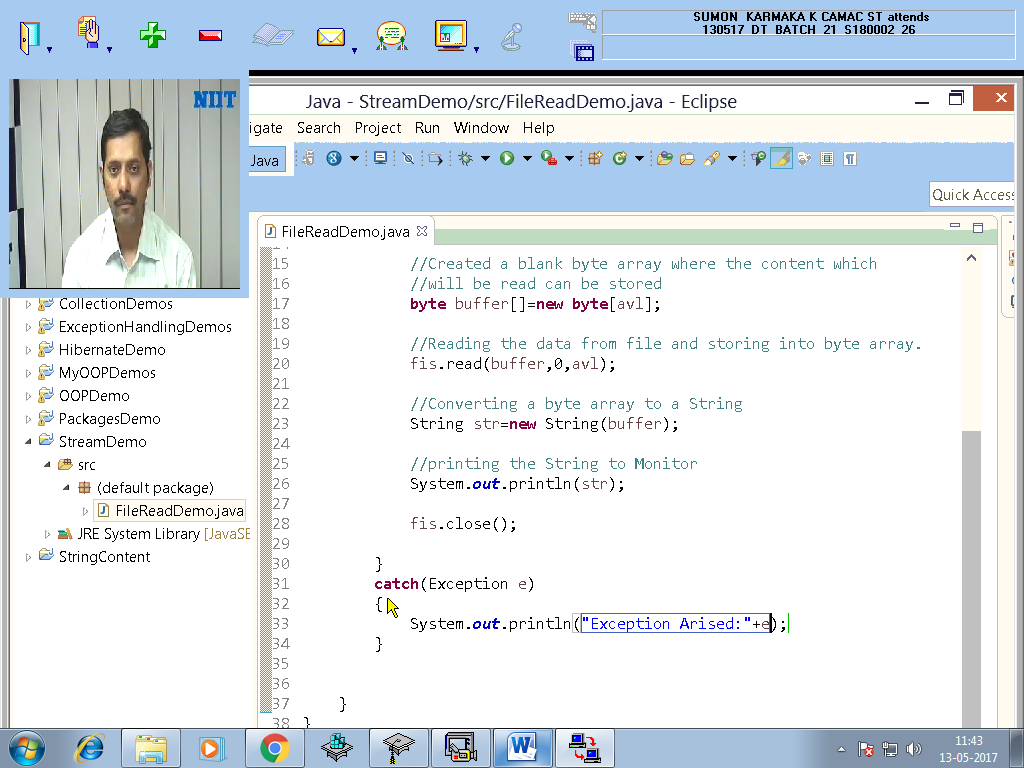 SUMON KARMAKA K CAMAC ST attends
130517 DT BATCH 21 S180002 26
NIIT
Java - StreamDemo/src/FileReadDemo.java - Eclipse
igate Search Project Run Window Help
Java
Quick Access
FileReadDemo.java
15 //Created a blank byte array where the content which
16 //will be read can be stored
17 byte buffer[]=new byte[avl];
18
19 //Reading the data from file and storing into byte array.
20 fis.read(buffer,0,avl);
21
22 //Converting a byte array to a String
23 String str=new String(buffer);
24
25 //printing the String to Monitor
26 System.out.println(str);
27
28 fis.close();
29
30 }
31 catch(Exception e)
32 {
33 System.out.println("Exception Arised:"+e);
34 }
35
36
37 }
38 }
CollectionDemos
ExceptionHandlingDemos
HibernateDemo
MyOOPDemos
OOPDemo
PackagesDemo
StreamDemo
src
(default package)
FileReadDemo.java
JRE System Library [JavaSE
StringContent
11:43
13-05-2017